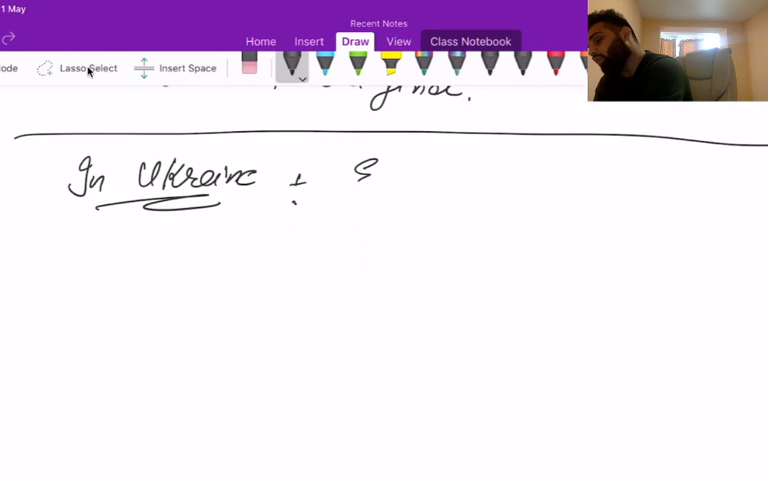 1 May
Recent Notes
Home Insert Draw View Class Notebook
ode Lasso Select Insert Space
In Ukraine : S